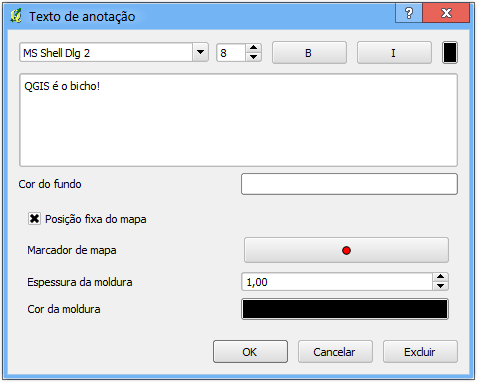 Texto de anotação
?
MS Shell Dlg 2 8 B I
QGIS é o bicho!
Cor do fundo
Posição fixa do mapa
Marcador de mapa
Espessura da moldura 1,00
Cor da moldura
OK Cancelar Excluir